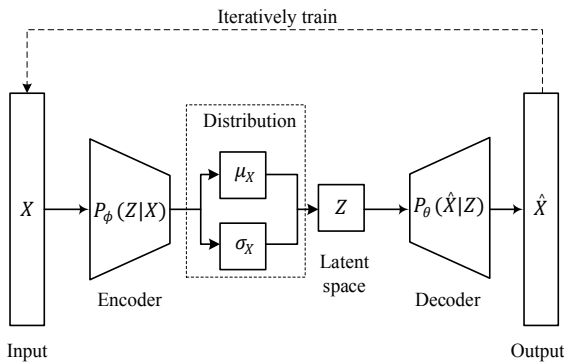 Iteratively train
Distribution
X
P_ϕ(Z|X)
μ_X
σ_X
Z
P_θ(X̂|Z)
X̂
Latent
space
Encoder
Decoder
Input
Output